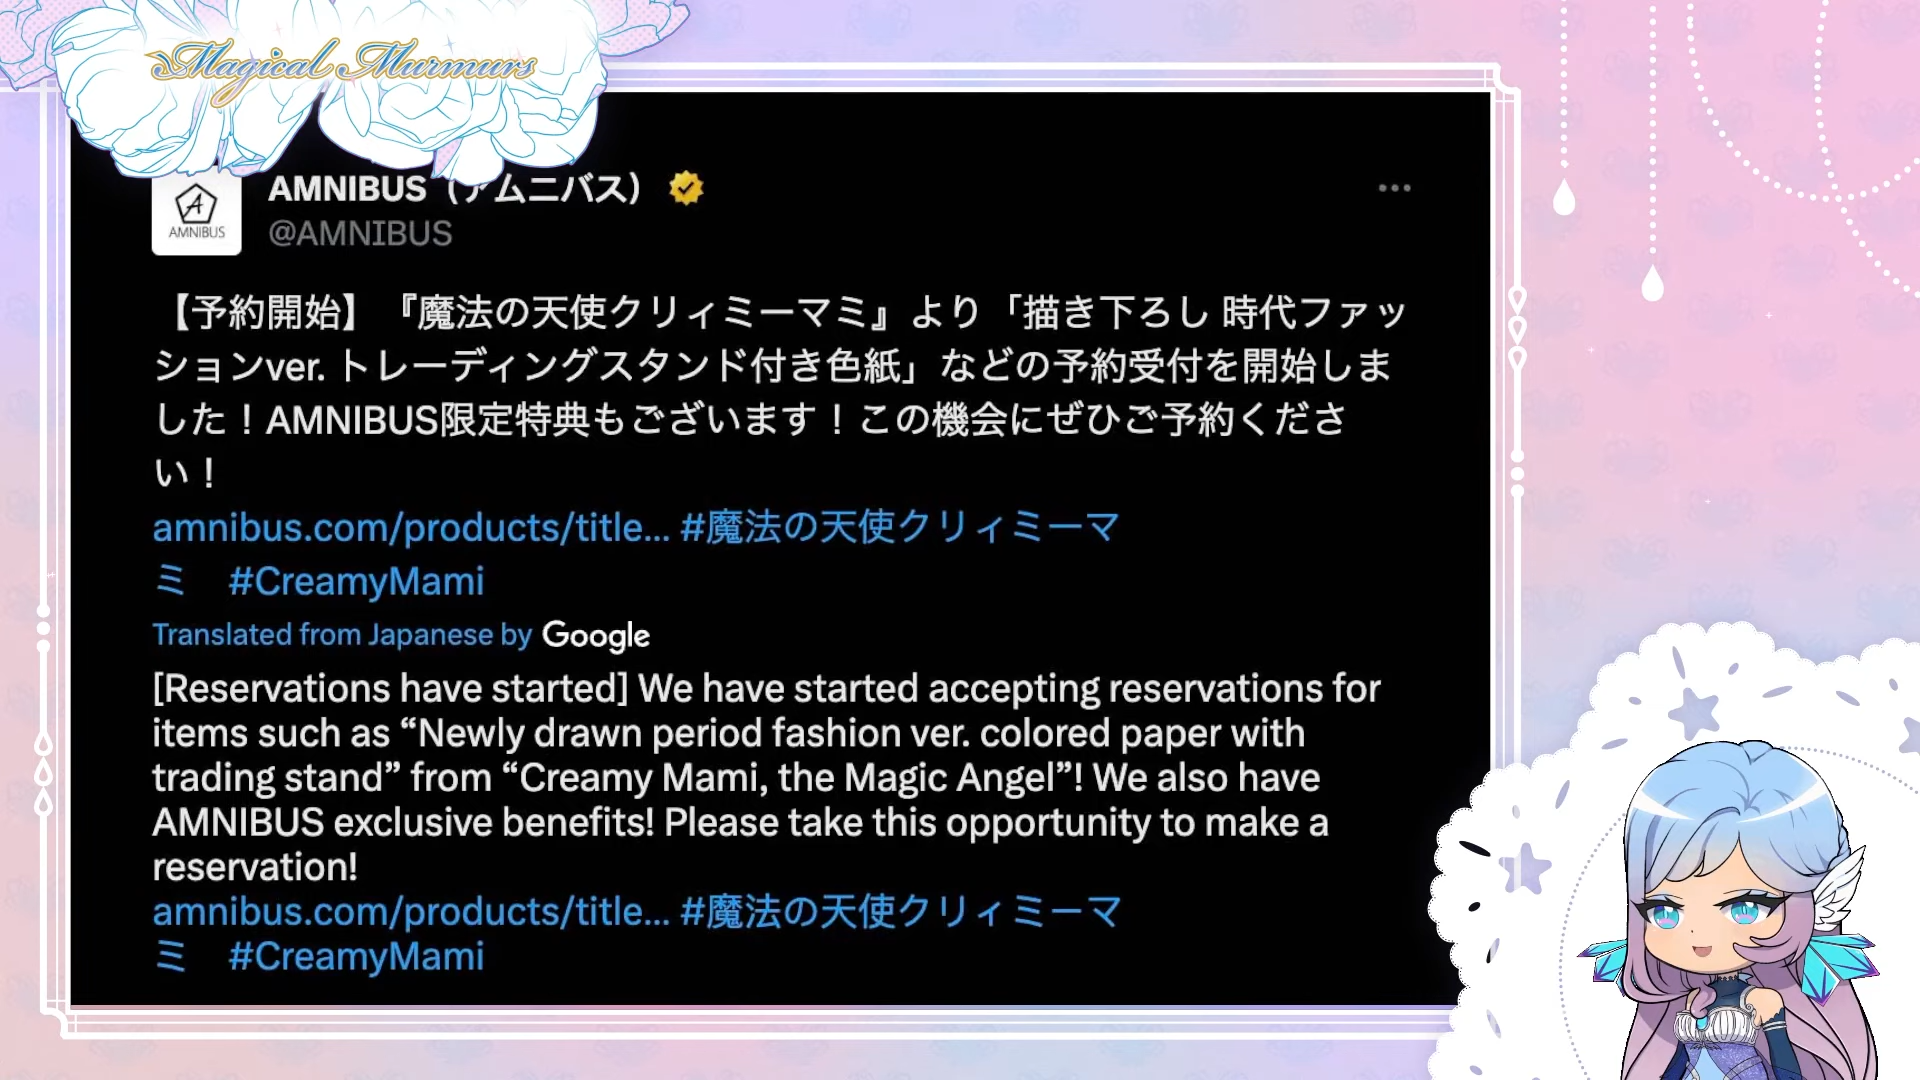 Magical Murmurs
AMNIBUS（アムニバス）
@AMNIBUS
A
AMNIBUS
【予約開始】『魔法の天使クリィミーマミ』より「描き下ろし 時代ファッ
ションver. トレーディングスタンド付き色紙」などの予約受付を開始しま
した！AMNIBUS限定特典もございます！この機会にぜひご予約くださ
い！
amnibus.com/products/title… #魔法の天使クリィミーマ
ミ #CreamyMami
Translated from Japanese by Google
[Reservations have started] We have started accepting reservations for
items such as “Newly drawn period fashion ver. colored paper with
trading stand” from “Creamy Mami, the Magic Angel”! We also have
AMNIBUS exclusive benefits! Please take this opportunity to make a
reservation!
amnibus.com/products/title… #魔法の天使クリィミーマ
ミ #CreamyMami